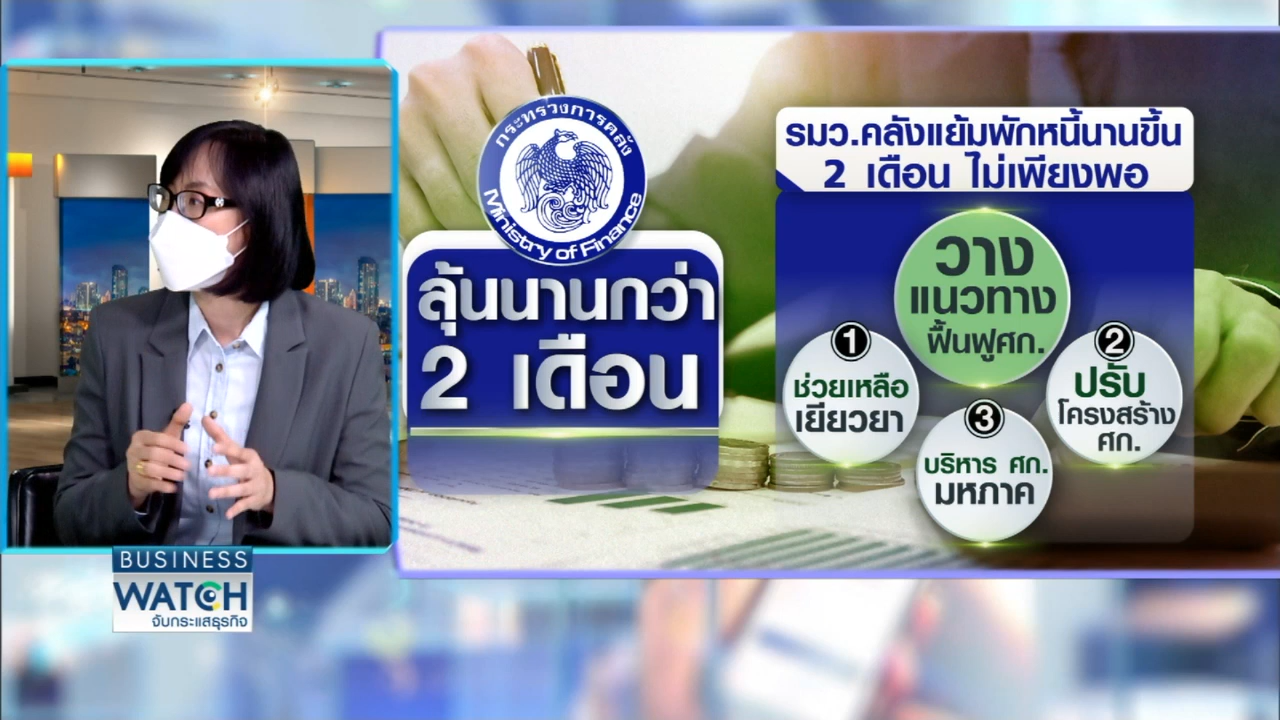 กระทรวงการคลัง
Ministry of Finance
ลุ้นนานกว่า
2 เดือน
รมว.คลังแย้มพักหนี้นานขึ้น
2 เดือน ไม่เพียงพอ
วาง
แนวทาง
ฟื้นฟูศก.
1
ช่วยเหลือ
เยียวยา
2
ปรับ
โครงสร้าง
ศก.
3
บริหาร ศก.
มหภาค
BUSINESS
WATCH
จับกระแสธุรกิจ